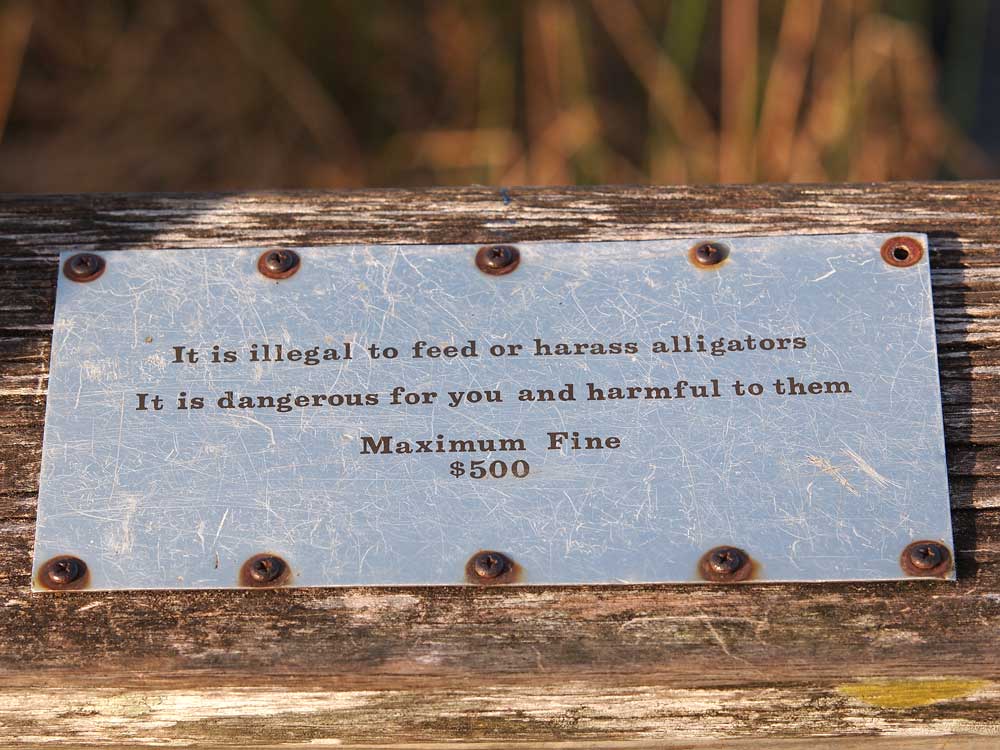 It is illegal to feed or harass alligators
It is dangerous for you and harmful to them
Maximum Fine
$500